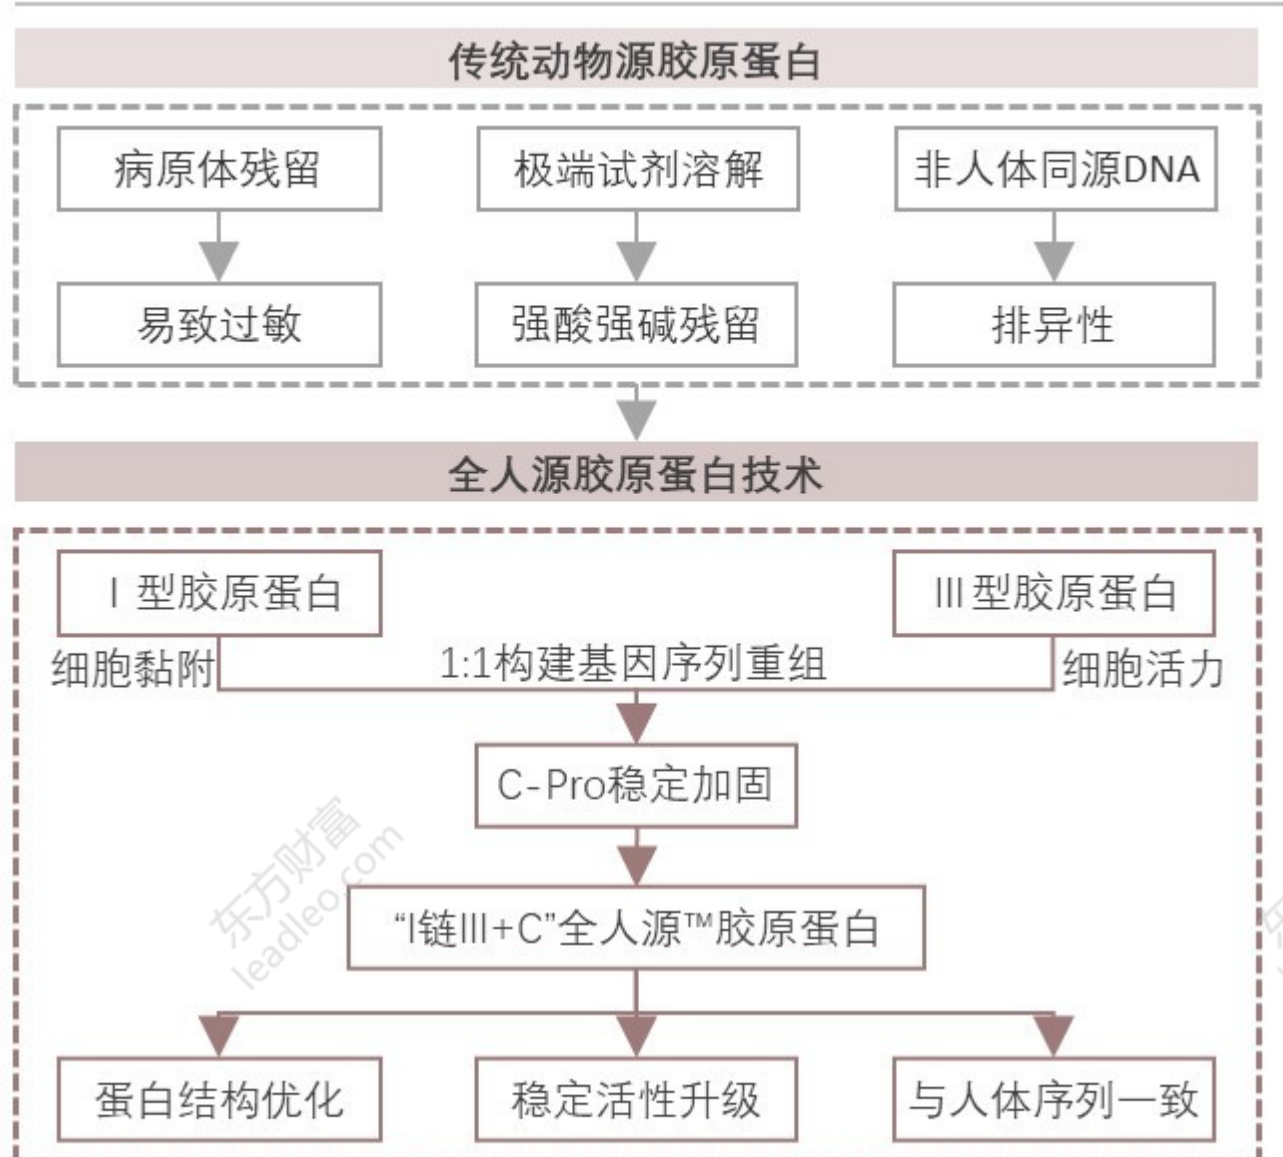 传统动物源胶原蛋白
病原体残留
极端试剂溶解
非人体同源DNA
易致过敏
强酸强碱残留
排异性
全人源胶原蛋白技术
I 型胶原蛋白
III 型胶原蛋白
细胞黏附
1:1构建基因序列重组
细胞活力
C-Pro稳定加固
“I链III+C”全人源™胶原蛋白
蛋白结构优化
稳定活性升级
与人体序列一致
东方财富
leadleo.com